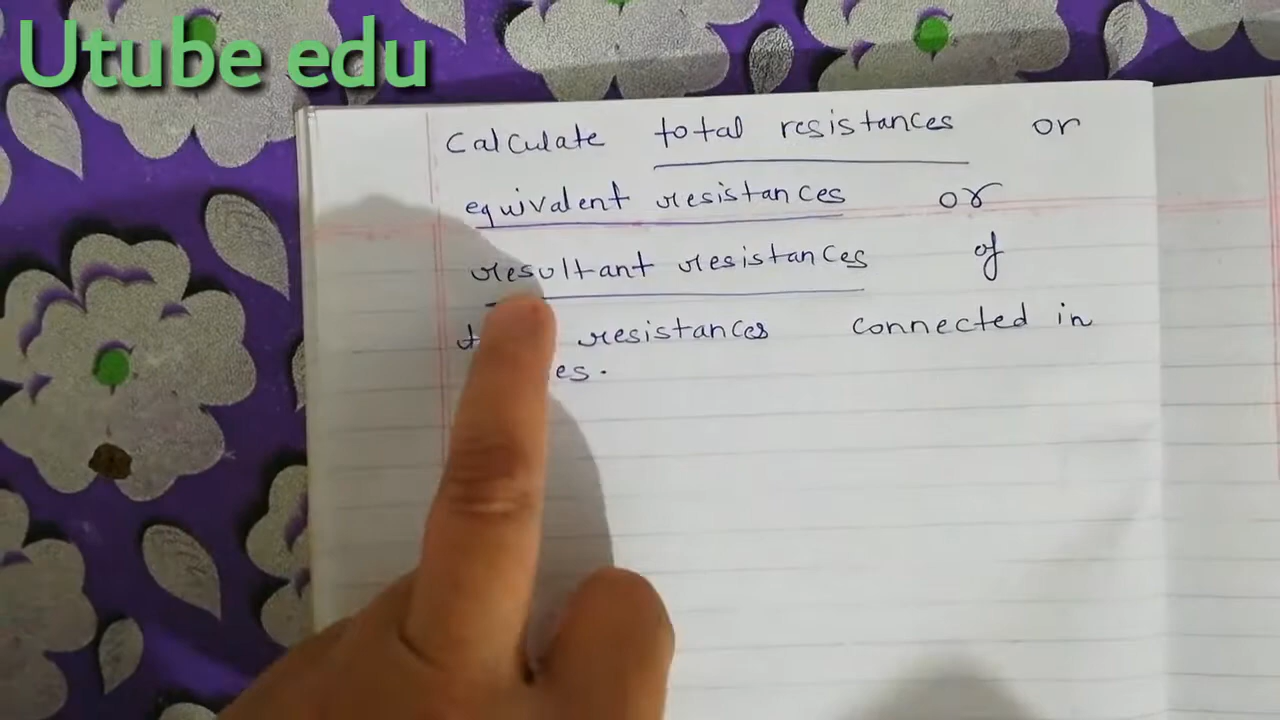 Utube edu
Calculate total resistances or
equivalent resistances or
resultant resistances of
resistances connected in